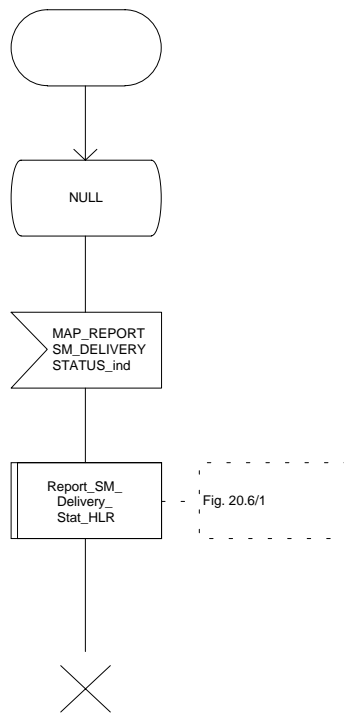 NULL
MAP_REPORT
SM_DELIVERY
STATUS_ind
Report_SM_
Delivery_
Stat_HLR
Fig. 20.6/1